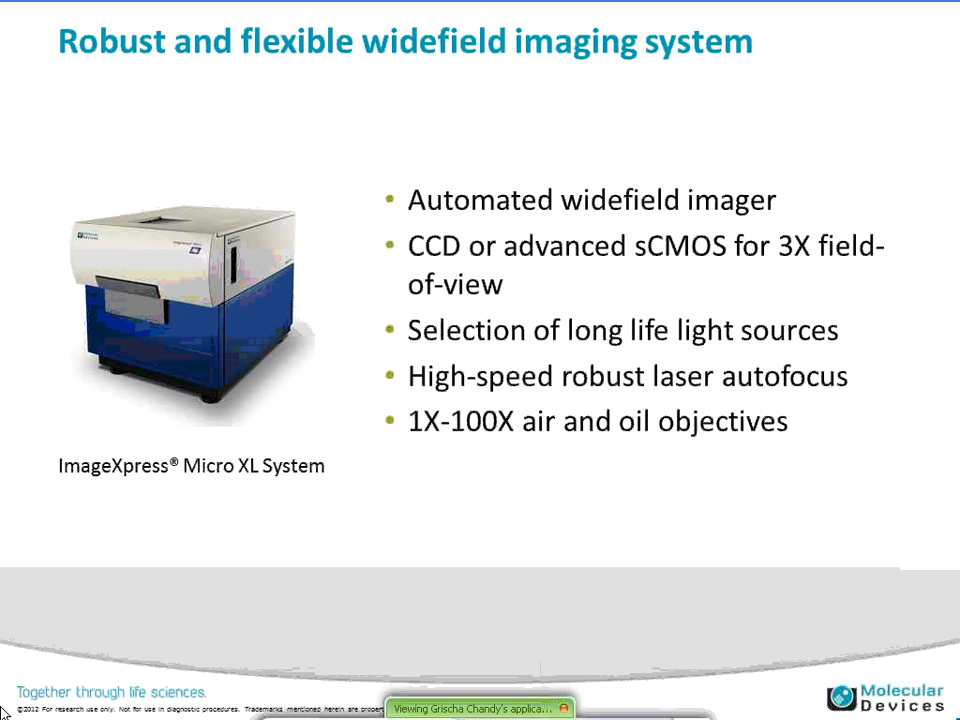 Robust and flexible widefield imaging system
• Automated widefield imager
• CCD or advanced sCMOS for 3X field-
of-view
• Selection of long life light sources
• High-speed robust laser autofocus
• 1X-100X air and oil objectives
ImageXpress® Micro XL System
Together through life sciences.
©2012 For research use only. Not for use in diagnostic procedures. Trademarks mentioned herein are
Viewing Grischa Chandy's applica...
Molecular
Devices